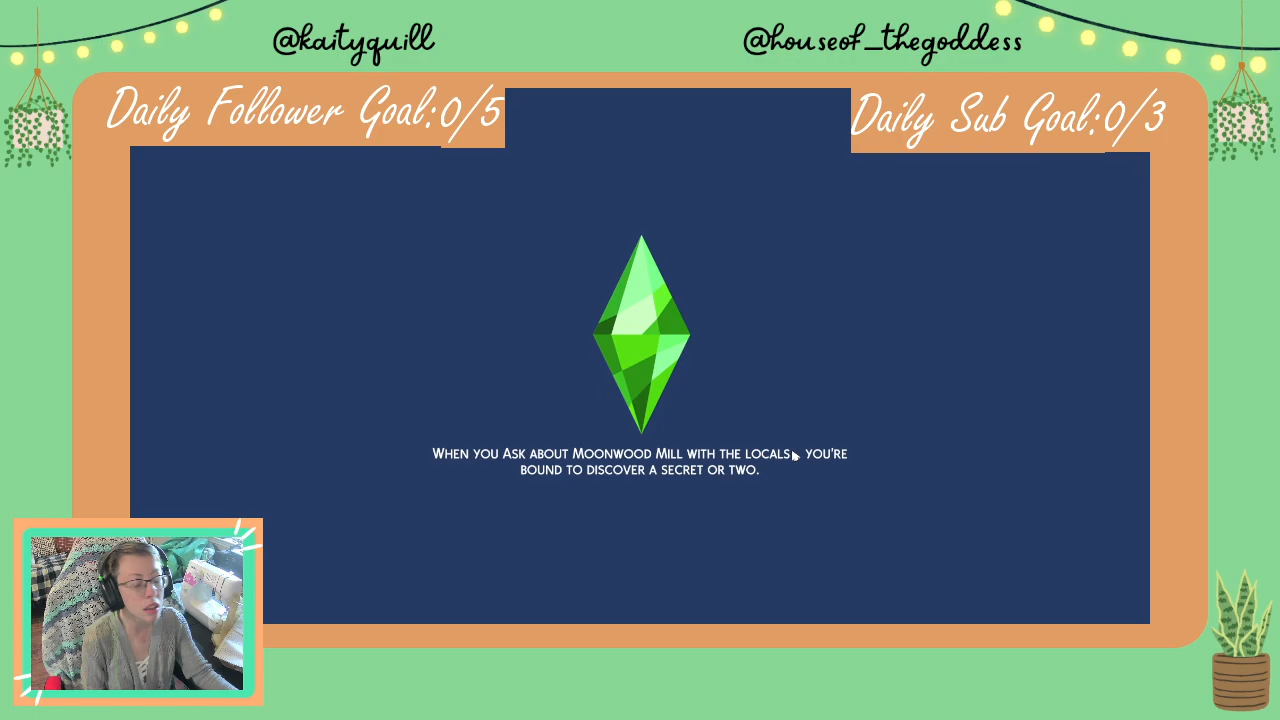 @kaityquill
@houseof_thegoddess
Daily Follower Goal:0/5
Daily Sub Goal:0/3
When you Ask about Moonwood Mill with the locals, you're
bound to discover a secret or two.